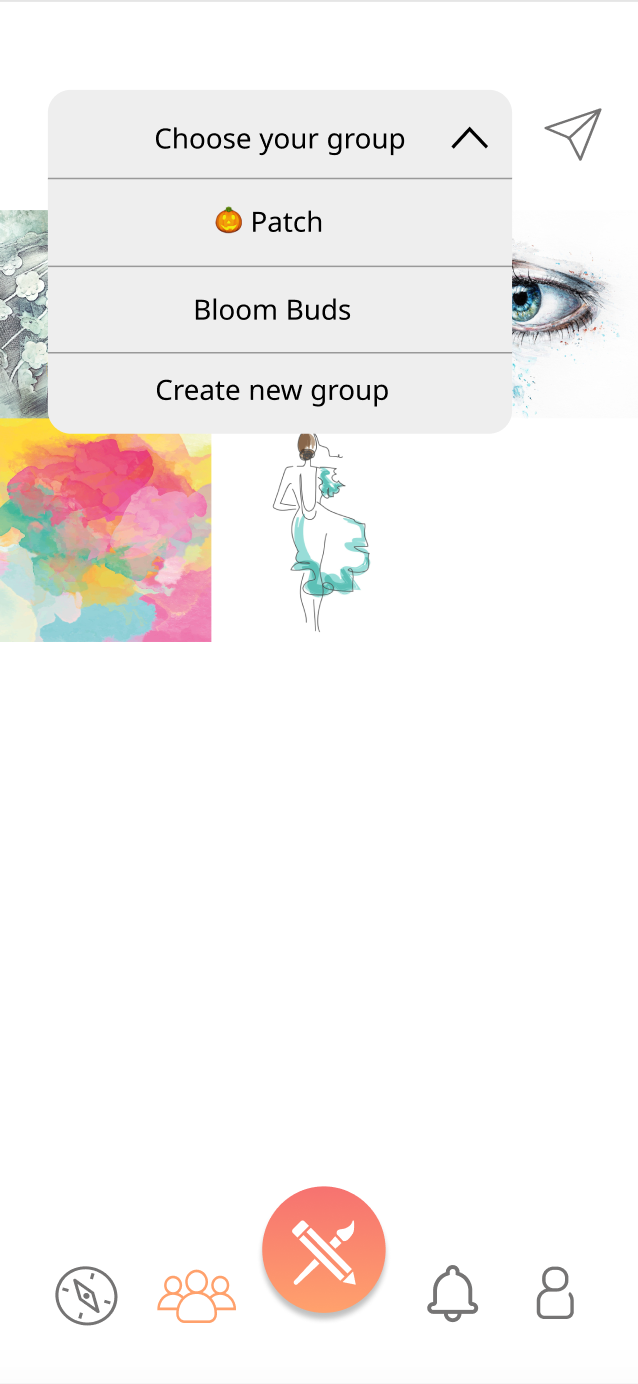 Choose your group
🎃 Patch
Bloom Buds
Create new group